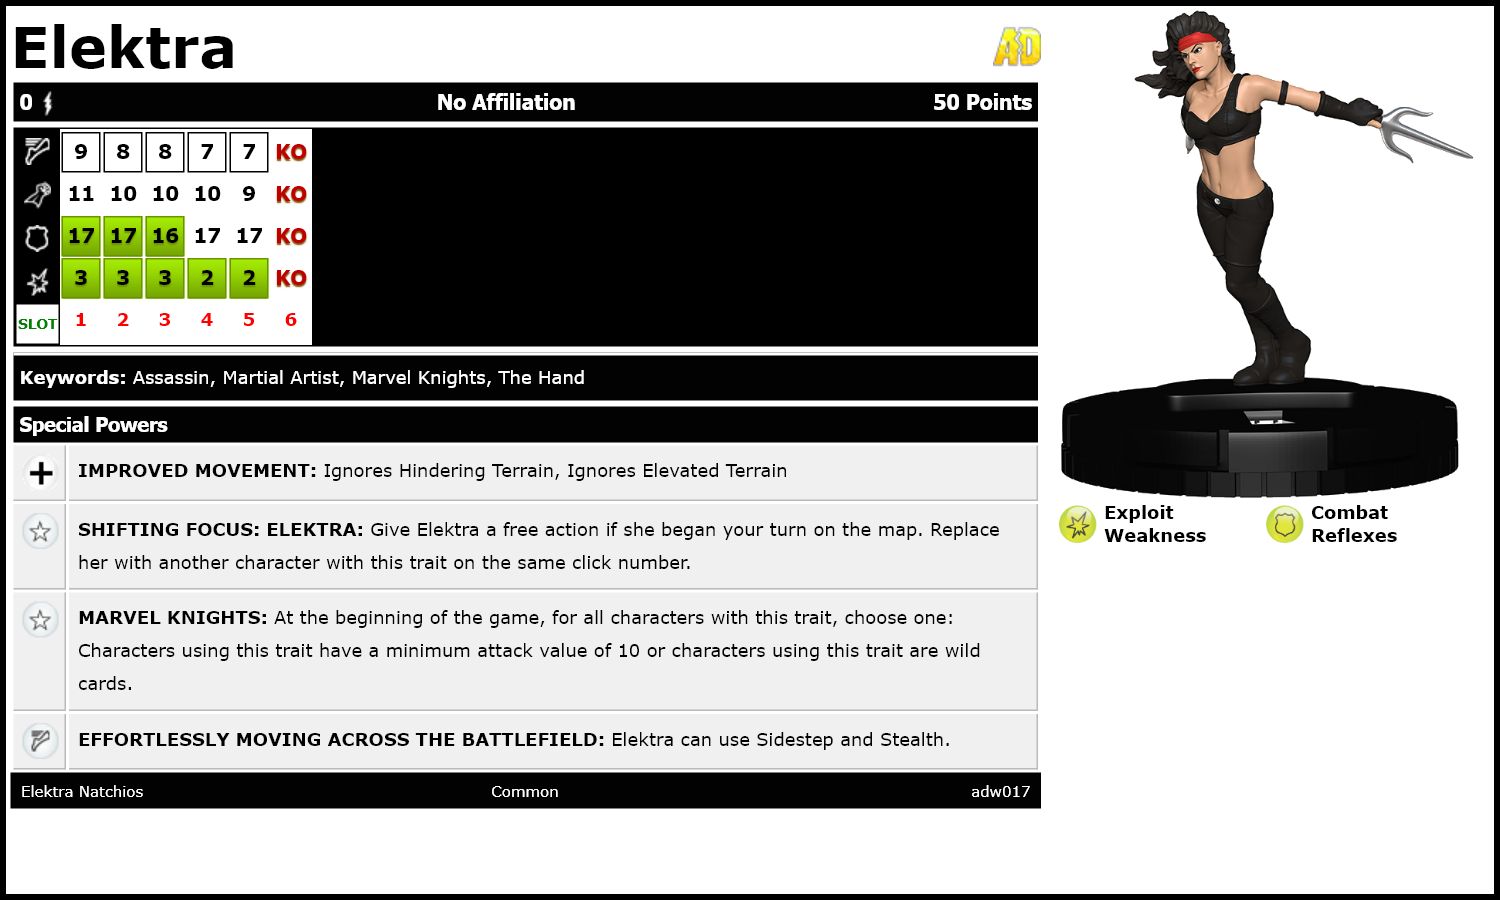 Elektra
AD
0 No Affiliation 50 Points
9 8 8 7 7 KO
11 10 10 10 9 KO
17 17 16 17 17 KO
3 3 3 2 2 KO
SLOT 1 2 3 4 5 6
Keywords: Assassin, Martial Artist, Marvel Knights, The Hand
Special Powers
IMPROVED MOVEMENT: Ignores Hindering Terrain, Ignores Elevated Terrain
SHIFTING FOCUS: ELEKTRA: Give Elektra a free action if she began your turn on the map. Replace
her with another character with this trait on the same click number.
MARVEL KNIGHTS: At the beginning of the game, for all characters with this trait, choose one:
Characters using this trait have a minimum attack value of 10 or characters using this trait are wild
cards.
EFFORTLESSLY MOVING ACROSS THE BATTLEFIELD: Elektra can use Sidestep and Stealth.
Elektra Natchios Common adw017
Exploit
Weakness
Combat
Reflexes